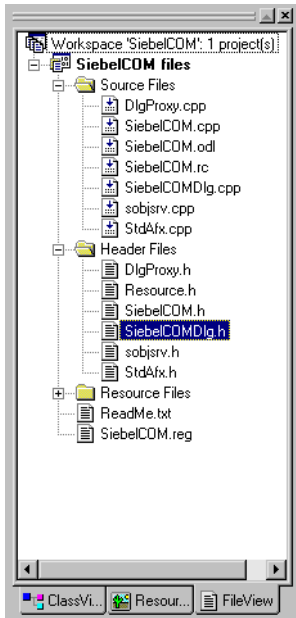 Workspace 'SiebelCOM': 1 project(s)
SiebelCOM files
Source Files
DlgProxy.cpp
SiebelCOM.cpp
SiebelCOM.odl
SiebelCOM.rc
SiebelCOMDlg.cpp
sobjsrv.cpp
StdAfx.cpp
Header Files
DlgProxy.h
Resource.h
SiebelCOM.h
SiebelCOMDlg.h
sobjsrv.h
StdAfx.h
Resource Files
ReadMe.txt
SiebelCOM.reg
ClassVi... Resour... FileView